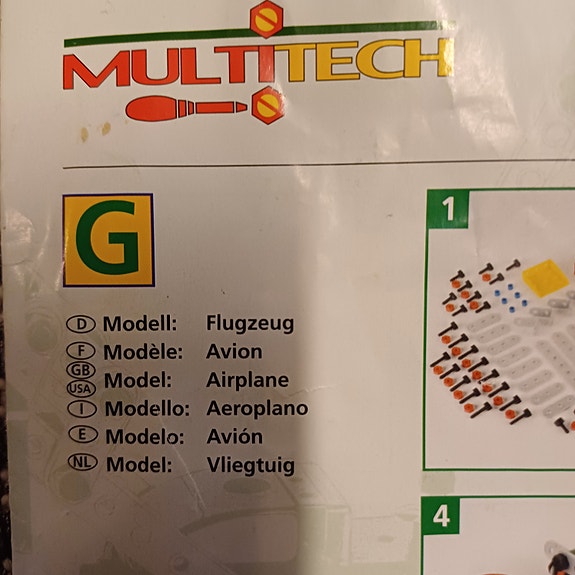 MULTITECH
G
D Modell: Flugzeug
F Modèle: Avion
GB USA Model: Airplane
I Modello: Aeroplano
E Modelo: Avión
NL Model: Vliegtuig
1
4